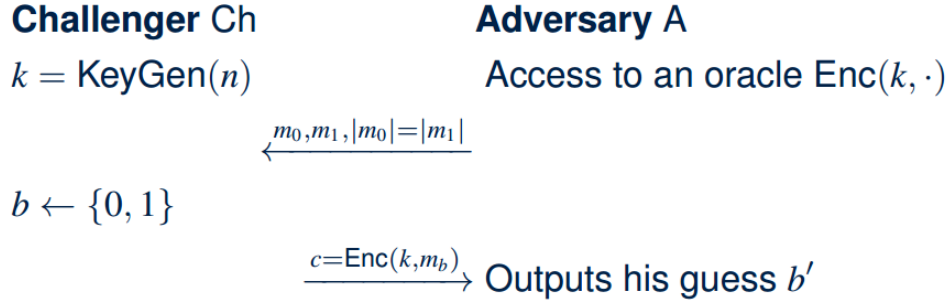 Challenger Ch Adversary A
k = KeyGen(n) Access to an oracle Enc(k, ·)
m₀,m₁,|m₀|=|m₁|
b ← {0, 1}
c=Enc(k,m_b) Outputs his guess b′